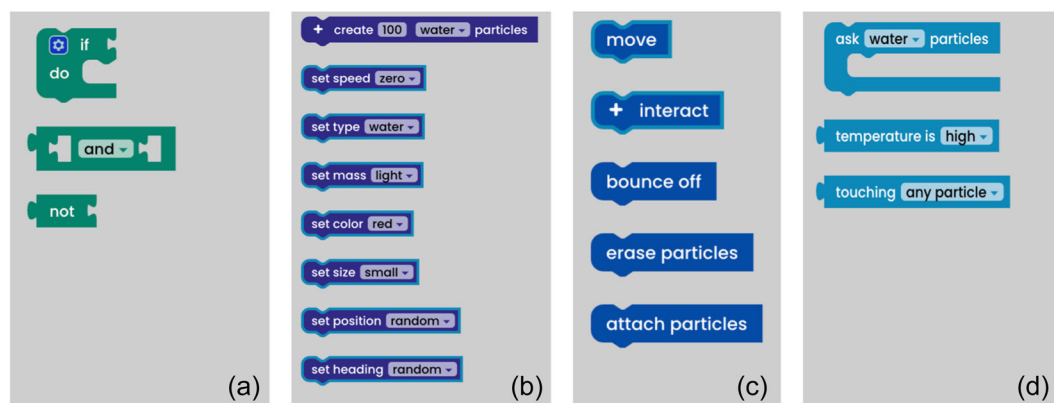 if
do
and
not
(a)
+ create 100 water particles
set speed zero
set type water
set mass light
set color red
set size small
set position random
set heading random
(b)
move
+ interact
bounce off
erase particles
attach particles
(c)
ask water particles
temperature is high
touching any particle
(d)